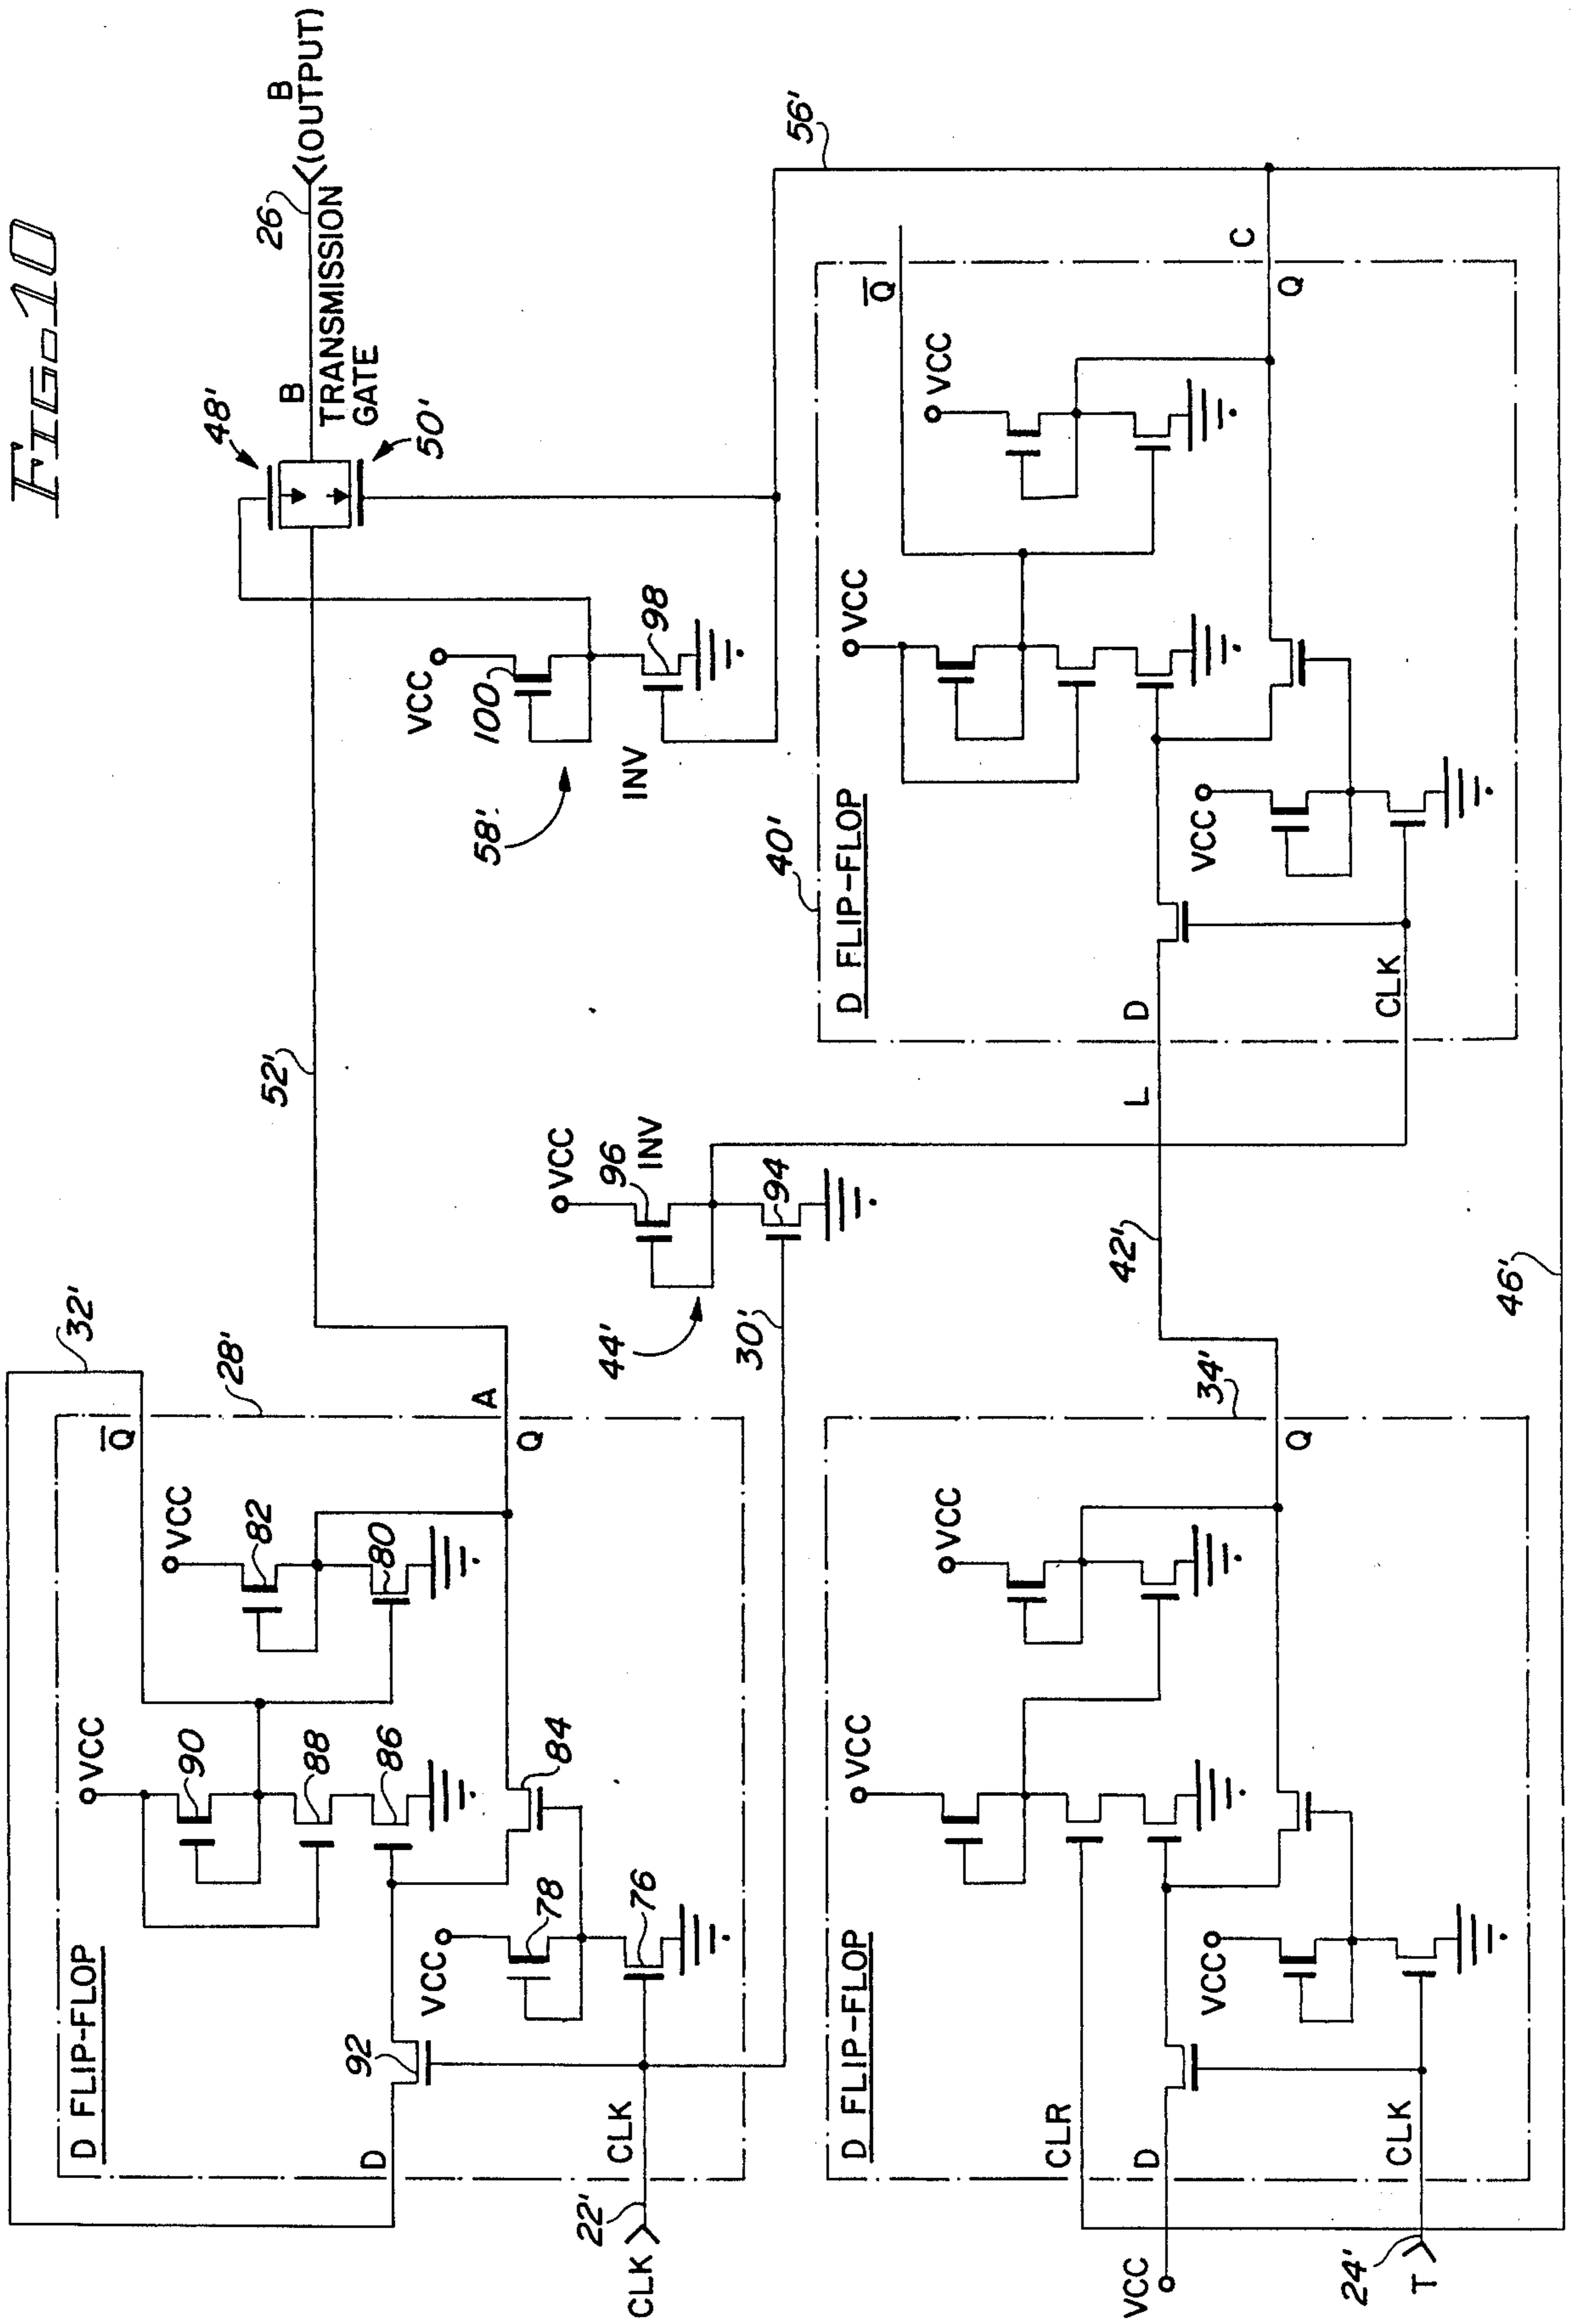 FIG-10
32'
28'
D FLIP-FLOP
VCC
90
88
86
VCC
82
80
Q
D
92
VCC
78
76
84
Q
A
CLK
22'
CLK
30'
44'
VCC
96
INV
94
52'
58'
VCC
100
98
INV
48'
50'
B
TRANSMISSION
GATE
26
B
B
(OUTPUT)
34'
D FLIP-FLOP
VCC
VCC
CLR
D
VCC
VCC
Q
CLK
24'
T
42'
L
46'
40'
D FLIP-FLOP
VCC
VCC
Q
D
VCC
CLK
Q
C
56'